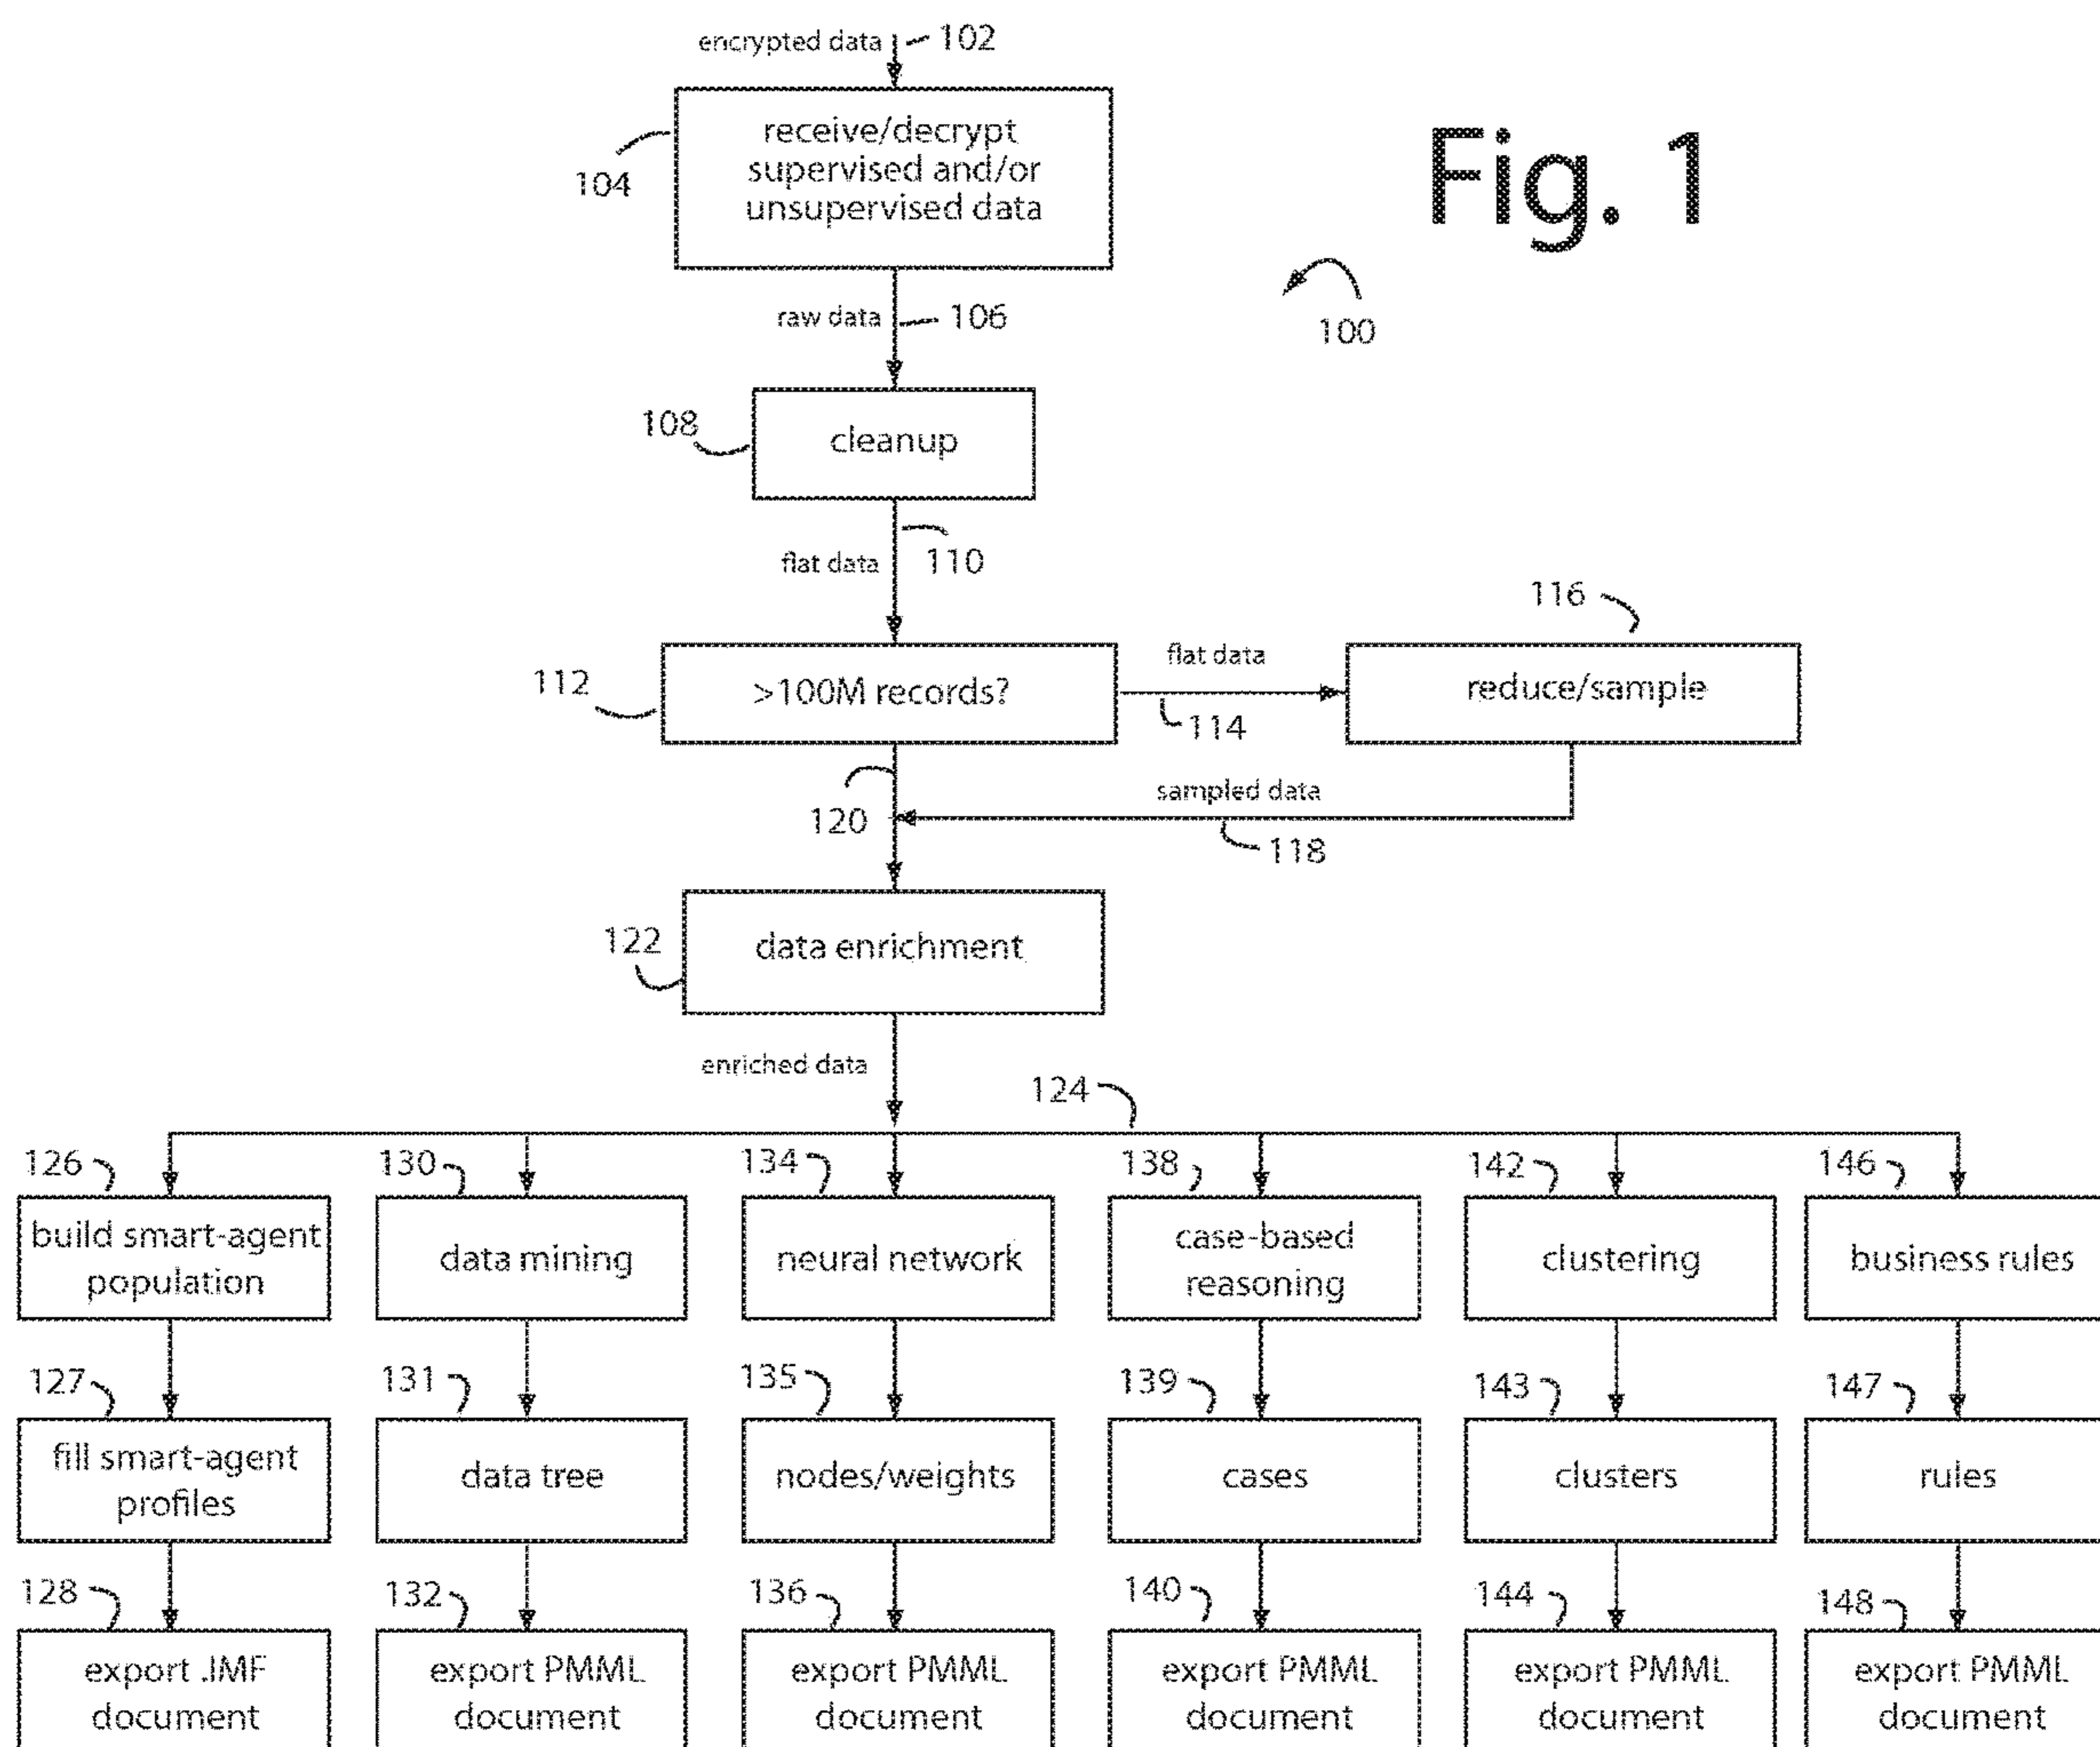 encrypted data
102
Fig. 1
receive/decrypt
supervised and/or
unsupervised data
104
100
raw data
106
108
cleanup
flat data
110
116
112
>100M records?
flat data
114
reduce/sample
sampled data
120
118
122
data enrichment
enriched data
124
126
130
134
138
142
146
build smart-agent
population
data mining
neural network
case-based
reasoning
clustering
business rules
127
131
135
139
143
147
fill smart-agent
profiles
data tree
nodes/weights
cases
clusters
rules
128
132
136
140
144
148
export .IMF
document
export PMML
document
export PMML
document
export PMML
document
export PMML
document
export PMML
document